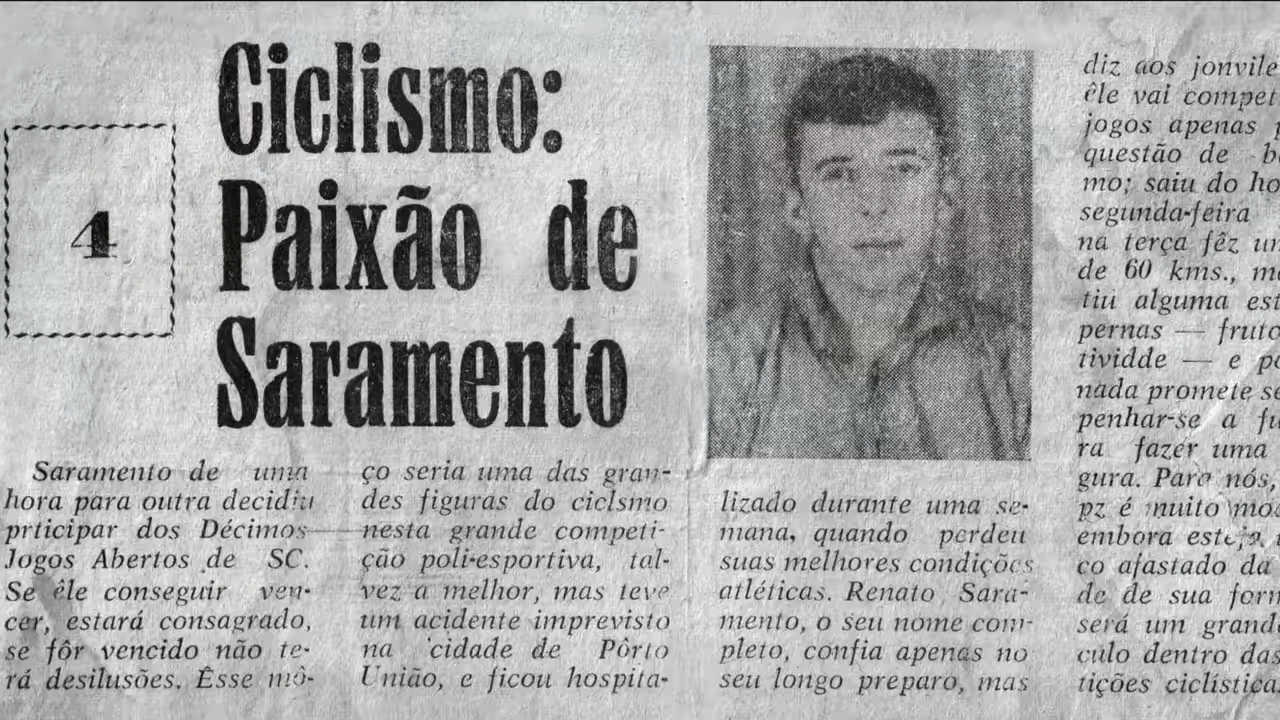 4
Ciclismo:
Paixão de
Saramento
Saramento de uma
hora para outra decidiu
prticipar dos Décimos
Jogos Abertos de SC.
Se êle conseguir ven-
cer, estará consagrado,
se fôr vencido não te-
rá desilusões. Êsse mô-
ço seria uma das gran-
des figuras do ciclsmo
nesta grande competi-
ção poli-esportiva, tal-
vez a melhor, mas teve
um acidente imprevisto
na cidade de Pôrto
União, e ficou hospita-
lizado durante uma se-
mana, quando perdeu
suas melhores condições
atléticas. Renato Sara-
mento, o seu nome com-
pleto, confia apenas no
seu longo preparo, mas
diz aos jonvile
êle vai compet
jogos apenas
questão de
mo; saiu do ho
segunda-feira
na terça fêz
de 60 kms.,
tiu alguma est
pernas — fruto
tividde — e
nada promete se
penhar-se a fu
ra fazer uma
gura. Para nós,
pz é muito
embora esteja
co afastado da
de de sua form
será um grand
culo dentro das
tições ciclística